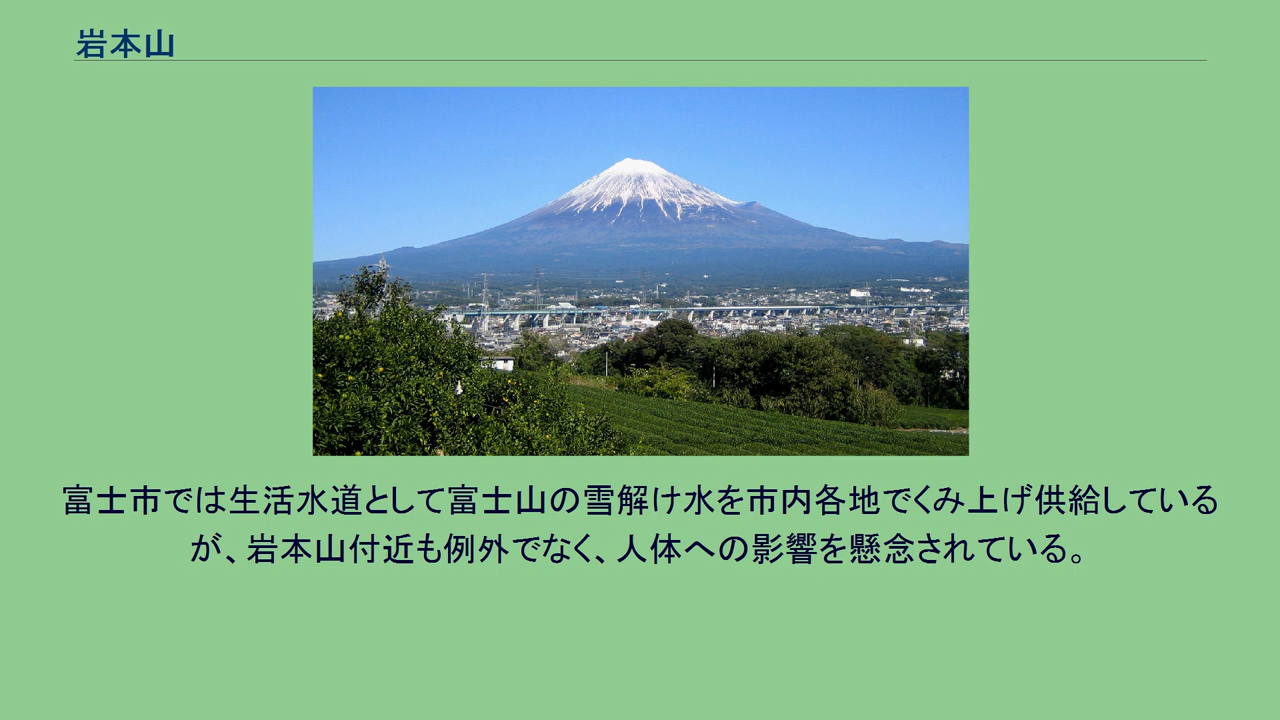 岩本山
富士市では生活水道として富士山の雪解け水を市内各地でくみ上げ供給している
が、岩本山付近も例外でなく、人体への影響を懸念されている。